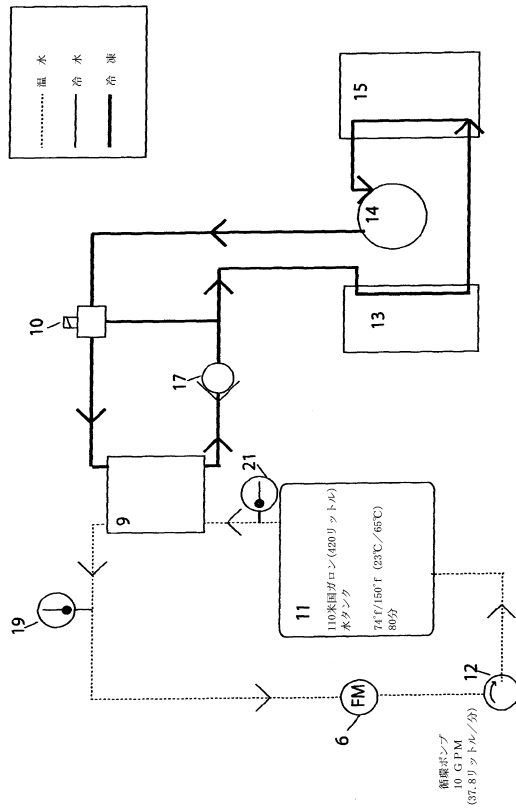 温 水
冷 水
冷 凍
10
15
14
13
17
9
21
19
11
110米国ガロン(420リットル)
水タンク
74°f/150°f (23℃/65℃)
80分
FM
6
12
循環ポンプ
10 GPM
(37.8リットル/分)